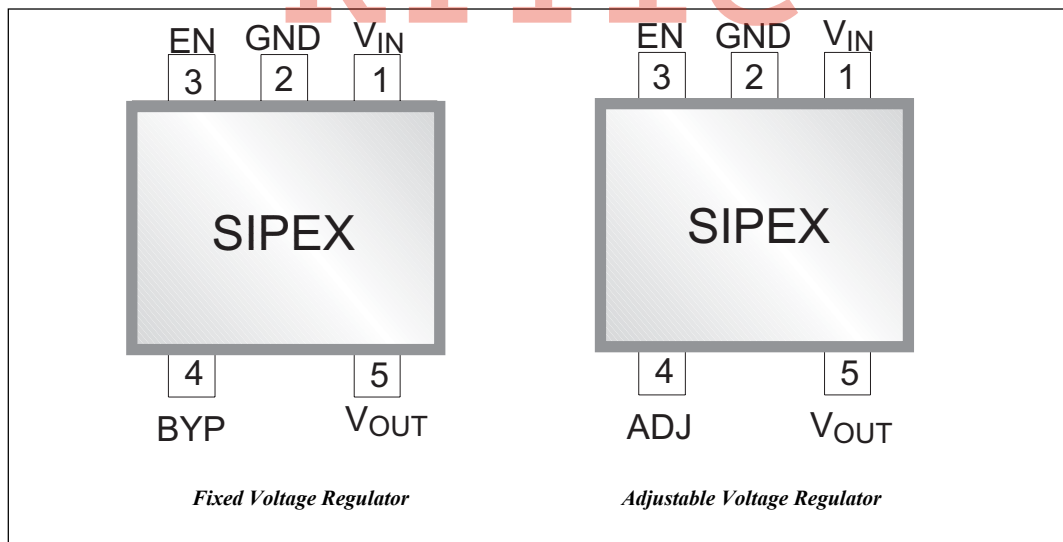 EN GND VIN
3 2 1
SIPEX
4 5
BYP VOUT
Fixed Voltage Regulator
EN GND VIN
3 2 1
SIPEX
4 5
ADJ VOUT
Adjustable Voltage Regulator